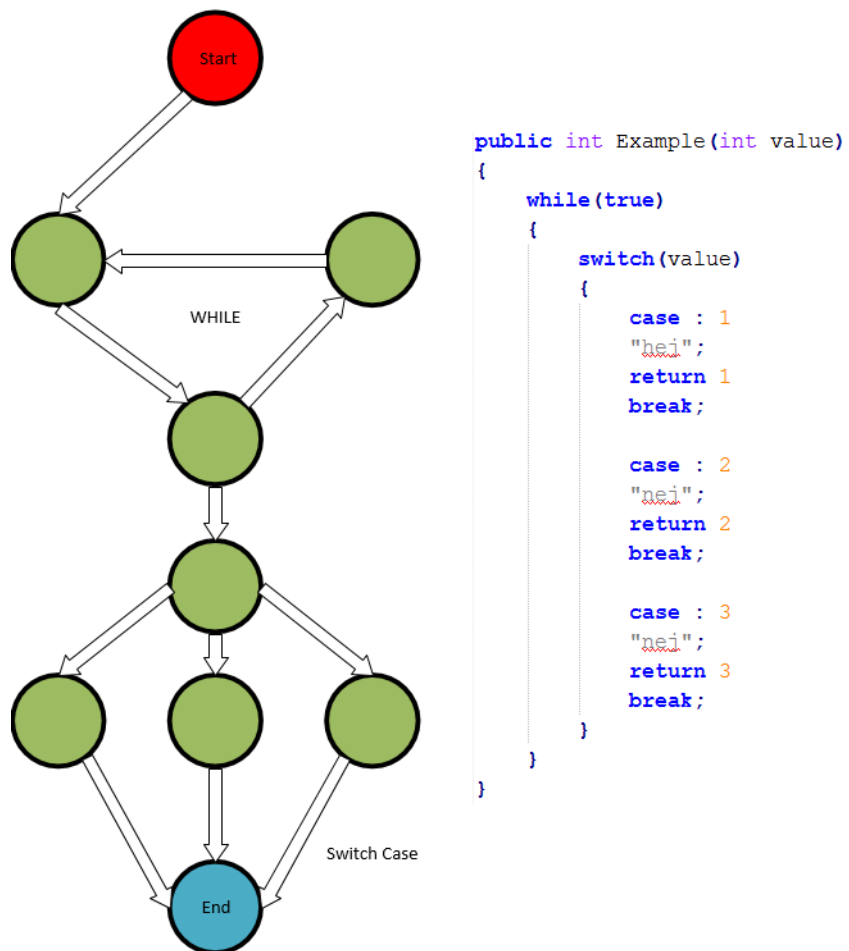 Start
WHILE
Switch Case
End
public int Example(int value)
{
while(true)
{
switch(value)
{
case : 1
"hej";
return 1
break;
case : 2
"nej";
return 2
break;
case : 3
"nej";
return 3
break;
}
}
}